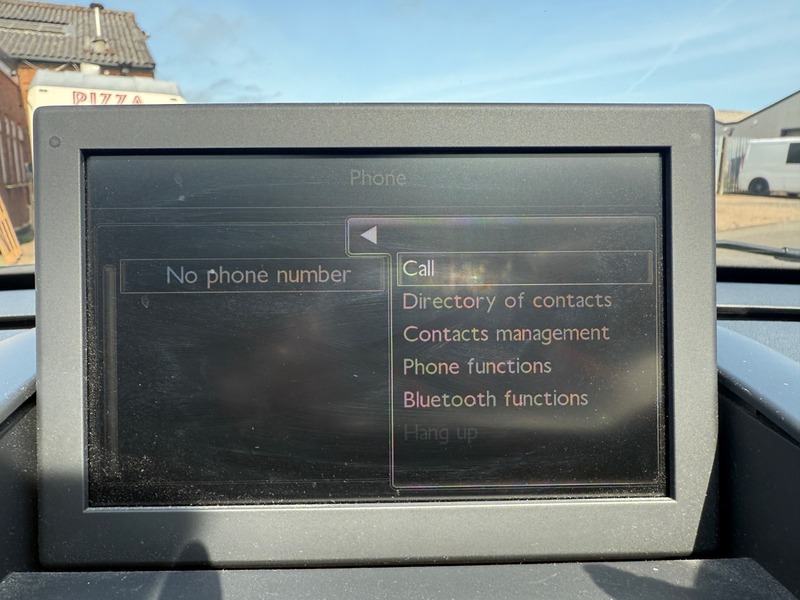 PIZZA
Phone
No phone number
Call
Directory of contacts
Contacts management
Phone functions
Bluetooth functions
Hang up